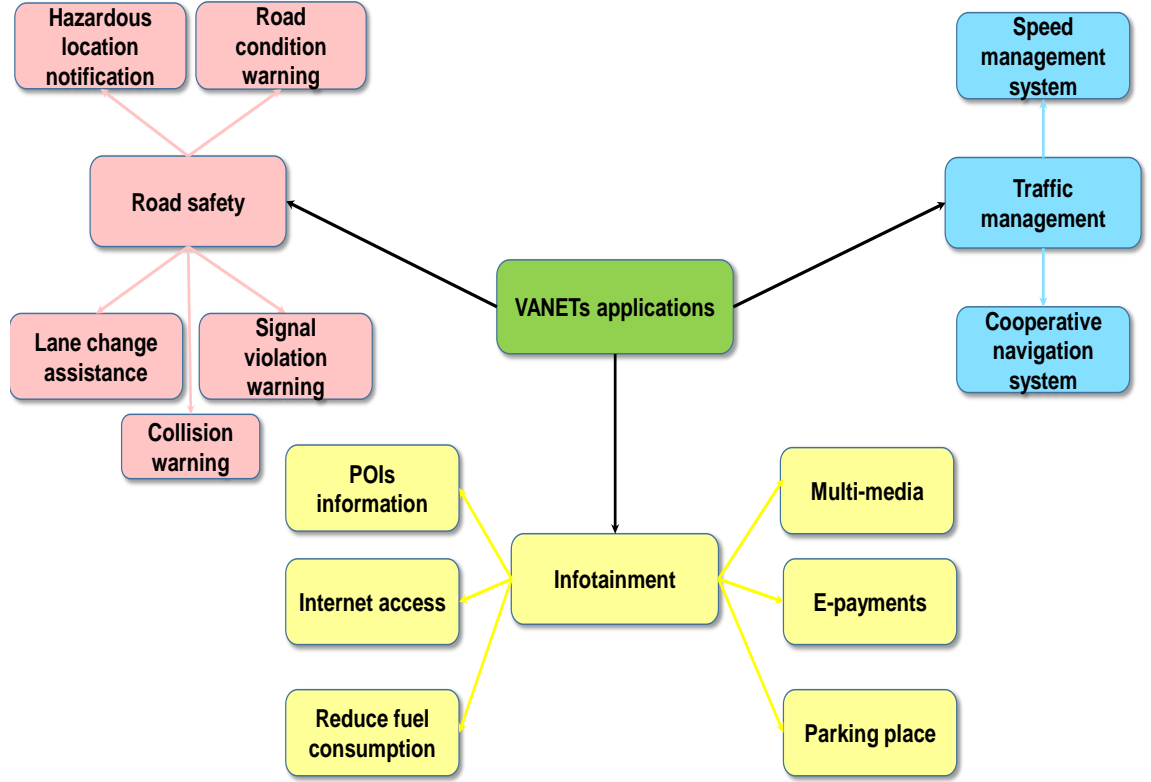 Hazardous
location
notification
Road
condition
warning
Speed
management
system
Road safety
Traffic
management
VANETs applications
Lane change
assistance
Signal
violation
warning
Cooperative
navigation
system
Collision
warning
POIs
information
Multi-media
Infotainment
Internet access
E-payments
Reduce fuel
consumption
Parking place